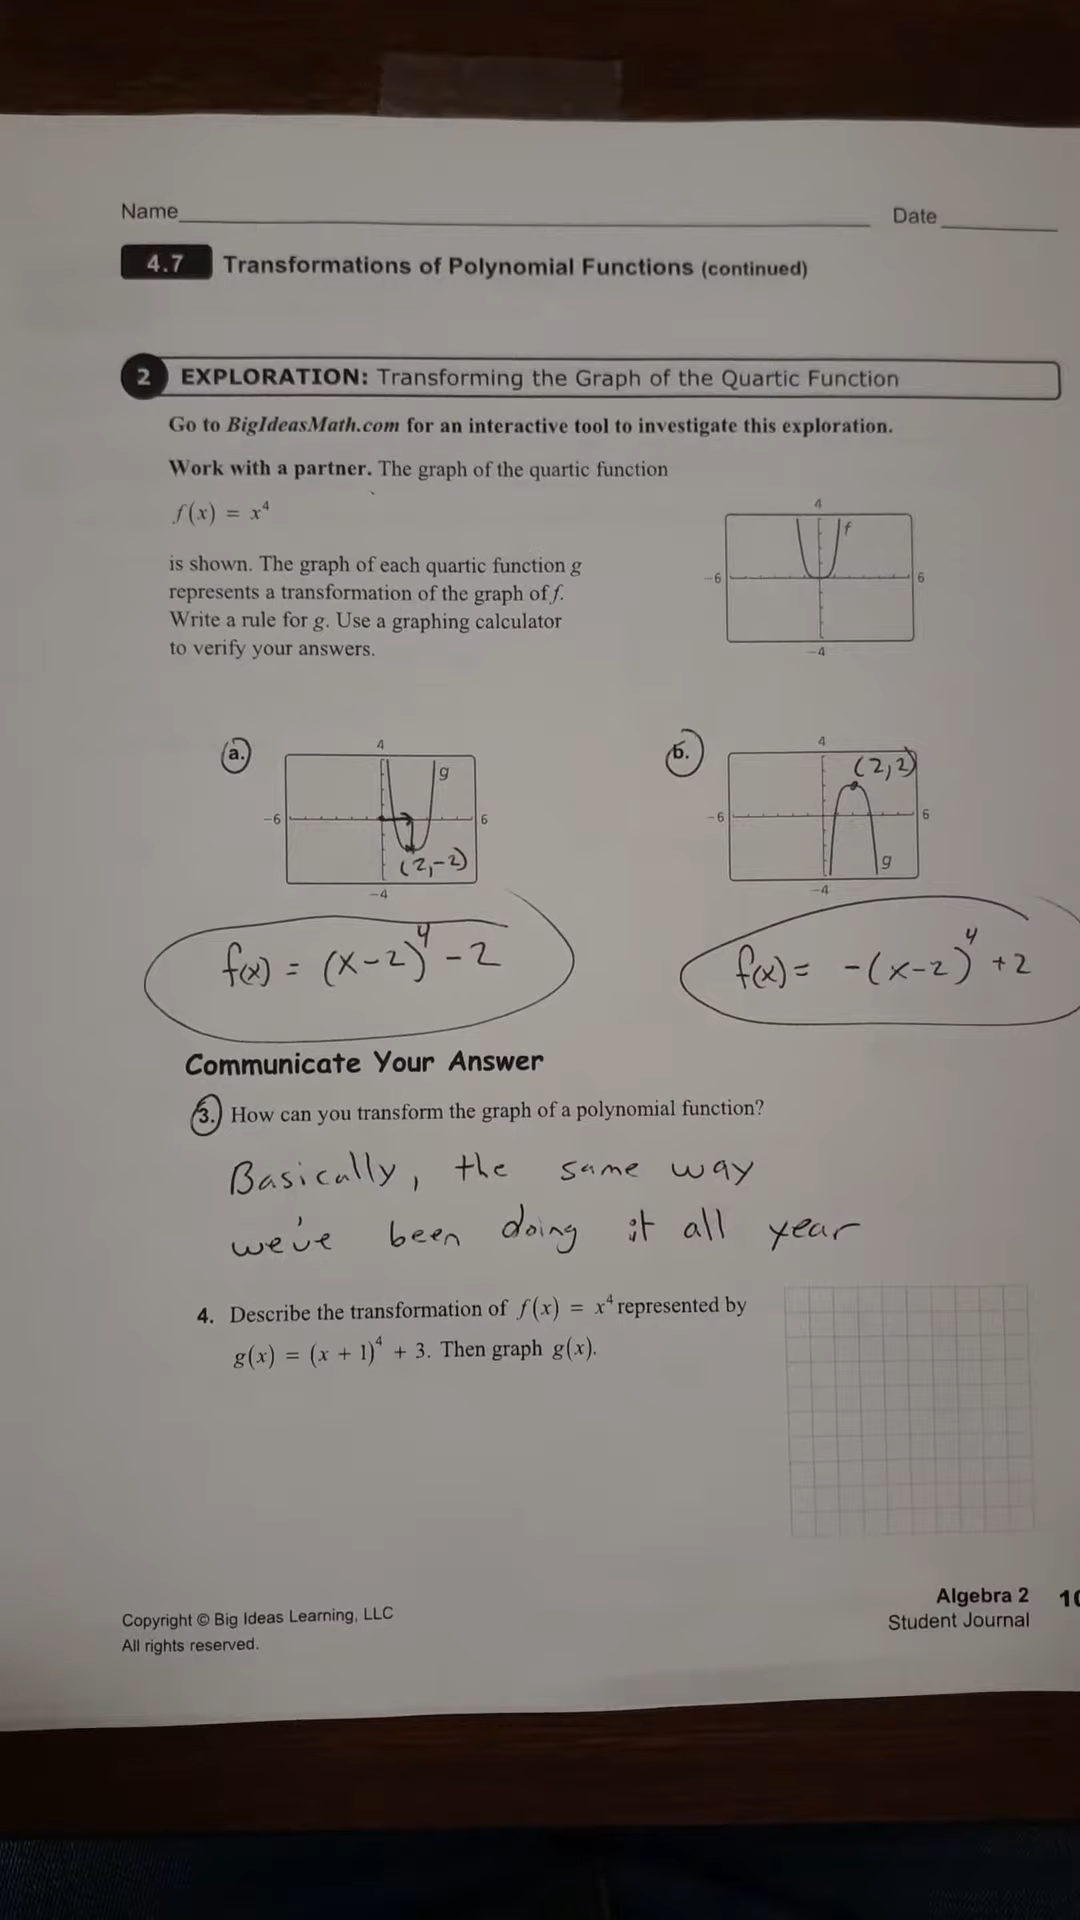 Name Date
4.7 Transformations of Polynomial Functions (continued)
2 EXPLORATION: Transforming the Graph of the Quartic Function
Go to BigIdeasMath.com for an interactive tool to investigate this exploration.
Work with a partner. The graph of the quartic function
f(x) = x⁴
is shown. The graph of each quartic function g
represents a transformation of the graph of f.
Write a rule for g. Use a graphing calculator
to verify your answers.
4
f
-6 6
-4
a.
4
g
-6 6
(2,-2)
-4
b.
4
(2,2)
-6 6
g
-4
f(x) = (x-2)⁴ -2
f(x) = -(x-2)⁴ +2
Communicate Your Answer
3. How can you transform the graph of a polynomial function?
Basically, the same way
we've been doing it all year
4. Describe the transformation of f(x) = x⁴ represented by
g(x) = (x + 1)⁴ + 3. Then graph g(x).
Copyright © Big Ideas Learning, LLC
All rights reserved.
Algebra 2
Student Journal